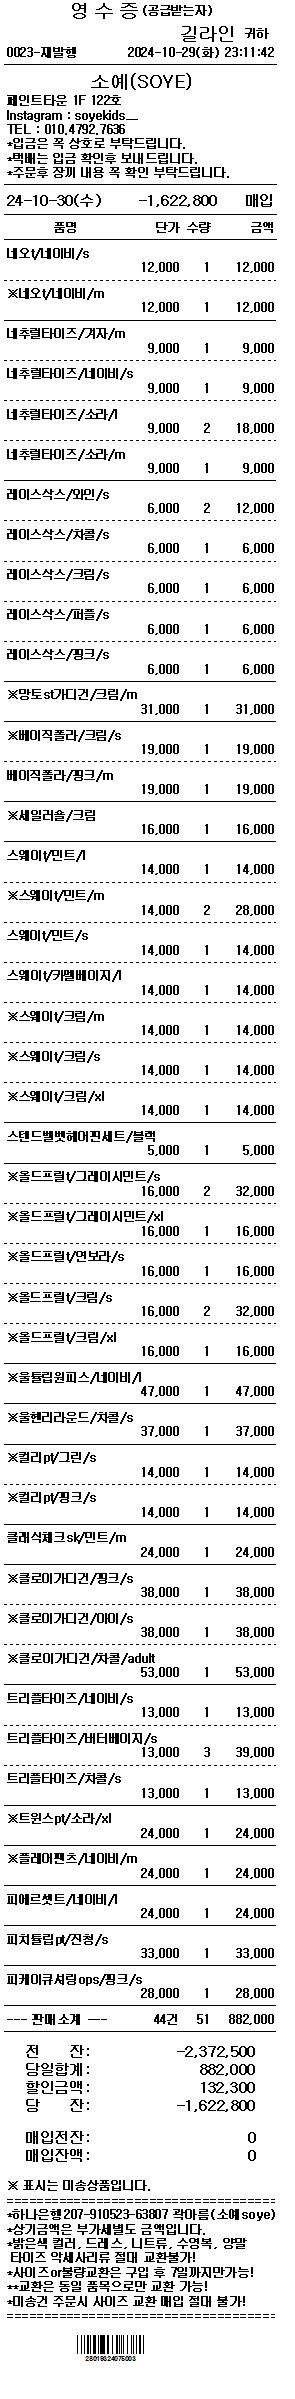 영 수 증 (공급받는자)
길라인 귀하
0023-재발행 2024-10-29(화) 23:11:42
소예(SOYE)
페인트타운 1F 122호
Instagram : soyekids__
TEL : 010.4792.7636
*입금은 꼭 상호로 부탁드립니다.
*택배는 입금 확인후 보내드립니다.
*주문후 장끼 내용 꼭 확인 부탁드립니다.
24-10-30(수) -1,622,800 매입
품명 단가 수량 금액
네오t/네이비/s
12,000 1 12,000
※네오t/네이비/m
12,000 1 12,000
네추럴타이즈/겨자/m
9,000 1 9,000
네추럴타이즈/네이비/s
9,000 1 9,000
네추럴타이즈/소라/l
9,000 2 18,000
네추럴타이즈/소라/m
9,000 1 9,000
레이스삭스/와인/s
6,000 2 12,000
레이스삭스/차콜/s
6,000 1 6,000
레이스삭스/크림/s
6,000 1 6,000
레이스삭스/퍼플/s
6,000 1 6,000
레이스삭스/핑크/s
6,000 1 6,000
※망토st가디건/크림/m
31,000 1 31,000
※베이직폴라/크림/s
19,000 1 19,000
베이직폴라/핑크/m
19,000 1 19,000
※세일러숄/크림
16,000 1 16,000
스웨이t/민트/l
14,000 1 14,000
※스웨이t/민트/m
14,000 2 28,000
스웨이t/민트/s
14,000 1 14,000
스웨이t/카멜베이지/l
14,000 1 14,000
※스웨이t/크림/m
14,000 1 14,000
※스웨이t/크림/s
14,000 1 14,000
※스웨이t/크림/xl
14,000 1 14,000
스텐드벨벳헤어핀세트/블랙
5,000 1 5,000
※올드프릴t/그레이시민트/s
16,000 2 32,000
※올드프릴t/그레이시민트/xl
16,000 1 16,000
※올드프릴t/연보라/s
16,000 1 16,000
※올드프릴t/크림/s
16,000 2 32,000
※올드프릴t/크림/xl
16,000 1 16,000
※울튤립원피스/네이비/l
47,000 1 47,000
※울헨리라운드/차콜/s
37,000 1 37,000
※컬리pt/그린/s
14,000 1 14,000
※컬리pt/핑크/s
14,000 1 14,000
클래식체크sk/민트/m
24,000 1 24,000
※클로이가디건/핑크/s
38,000 1 38,000
※클로이가디건/아이/s
38,000 1 38,000
※클로이가디건/차콜/adult
53,000 1 53,000
트리플타이즈/네이비/s
13,000 1 13,000
트리플타이즈/버터베이지/s
13,000 3 39,000
트리플타이즈/차콜/s
13,000 1 13,000
※트윈스pt/소라/xl
24,000 1 24,000
※플레어팬츠/네이비/m
24,000 1 24,000
피에르셋트/네이비/l
24,000 1 24,000
피치튤립pt/진청/s
33,000 1 33,000
피케이큐셔링ops/핑크/s
28,000 1 28,000
--- 판매소계 --- 44건 51 882,000
전 잔: -2,372,500
당일합계: 882,000
할인금액: 132,300
당 잔: -1,622,800
매입전잔: 0
매입잔액: 0
※ 표시는 미송상품입니다.
*하나은행 207-910523-63807 곽아름(소예soye)
*상기금액은 부가세별도 금액입니다.
*밝은색 컬러, 드레스, 니트류, 수영복, 양말
타이즈 악세사리류 절대 교환불가!
*사이즈or불량교환은 구입 후 7일까지만가능!
**교환은 동일 품목으로만 교환 가능!
*미송건 주문시 사이즈 교환 매입 절대 불가!
28019324075003